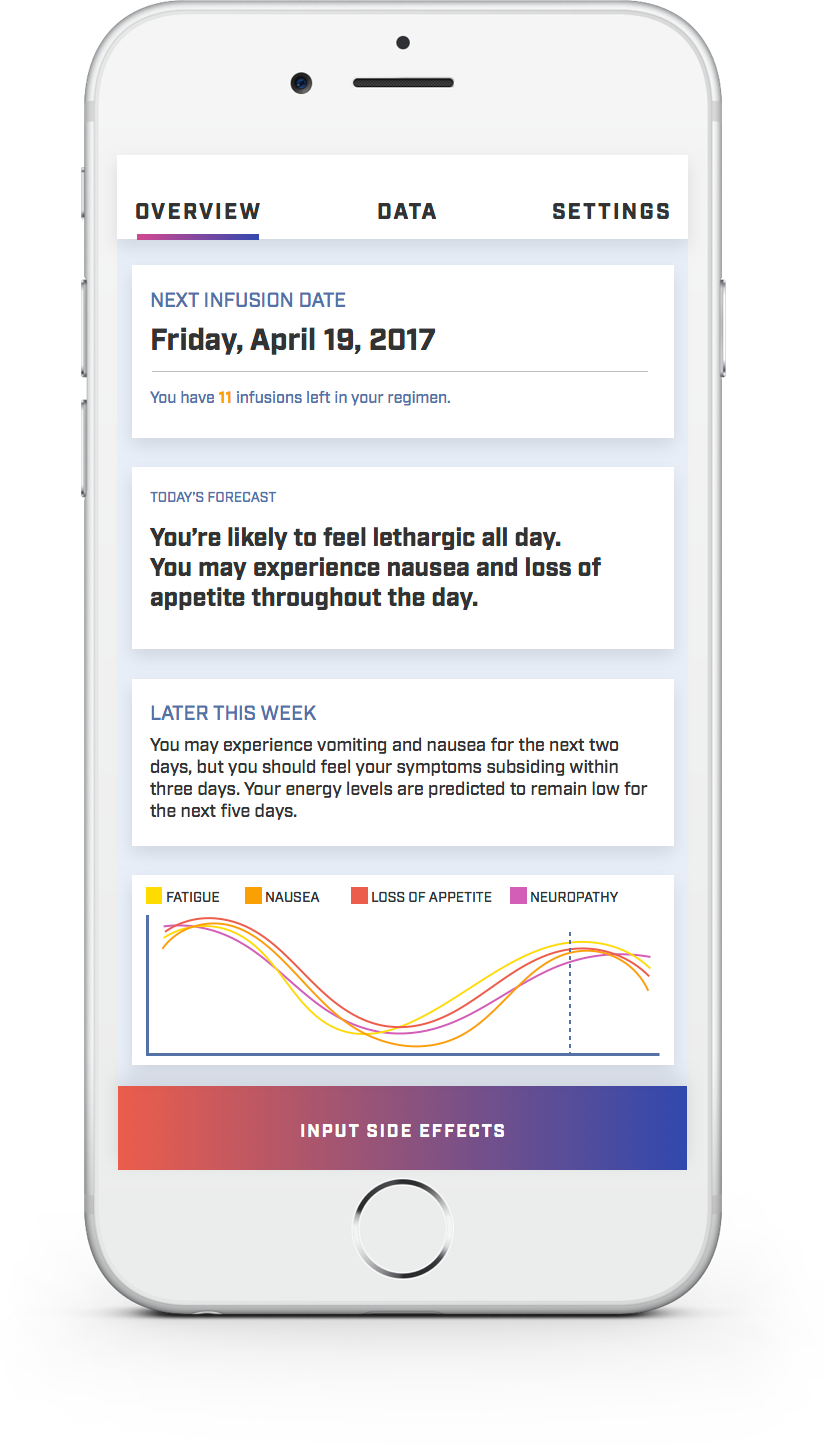 OVERVIEW DATA SETTINGS
NEXT INFUSION DATE
Friday, April 19, 2017
You have 11 infusions left in your regimen.
TODAY’S FORECAST
You’re likely to feel lethargic all day.
You may experience nausea and loss of
appetite throughout the day.
LATER THIS WEEK
You may experience vomiting and nausea for the next two
days, but you should feel your symptoms subsiding within
three days. Your energy levels are predicted to remain low for
the next five days.
FATIGUE NAUSEA LOSS OF APPETITE NEUROPATHY
INPUT SIDE EFFECTS